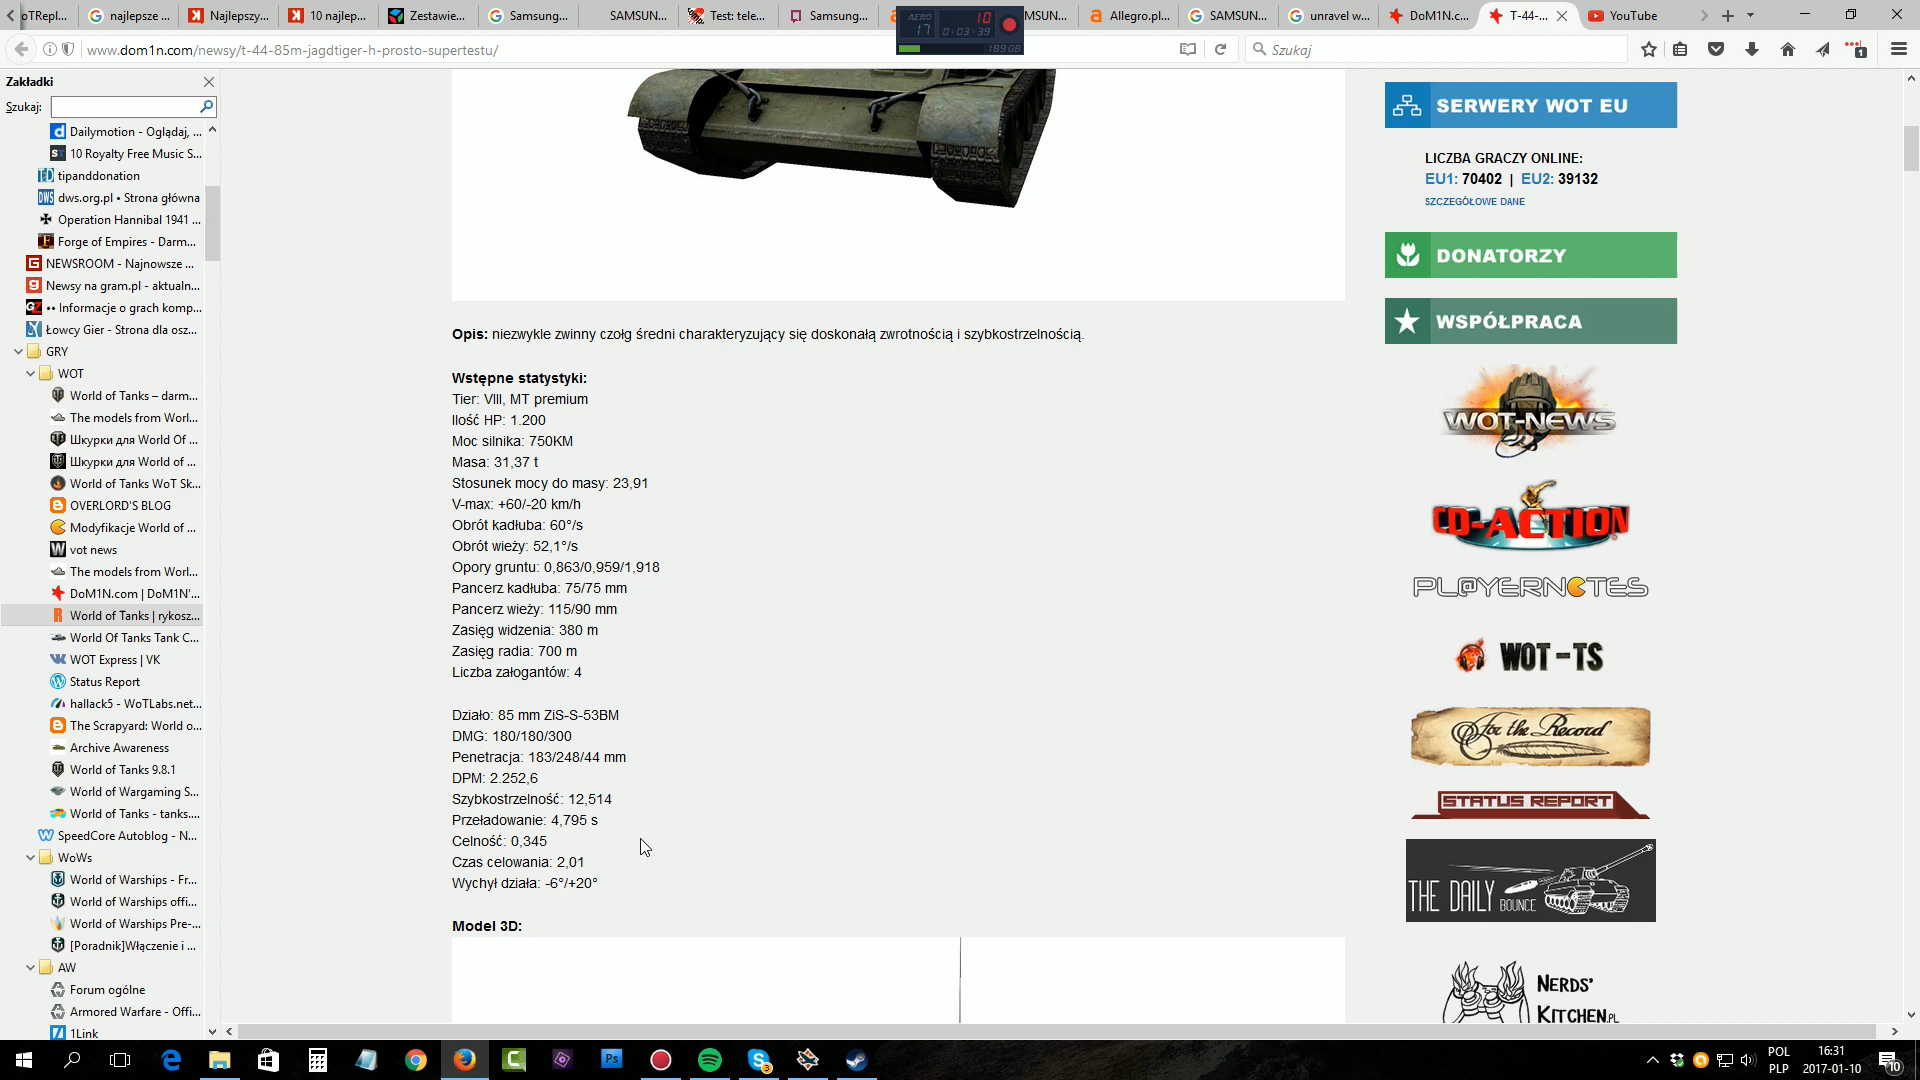 oTRepl...
najlepsze ...
Najlepszy...
10 najlep...
Zestawie...
Samsung...
SAMSUN...
Test: tele...
Samsung...
MSUN...
Allegro.pl...
SAMSUN...
unravel w...
DoM1N.c...
T-44-...
YouTube
AERO
17
10
0:03:39
189GB
www.dom1n.com/newsy/t-44-85m-jagdtiger-h-prosto-supertestu/
Szukaj
Zakładki
Szukaj:
Dailymotion - Oglądaj, ...
10 Royalty Free Music S...
tipanddonation
dws.org.pl • Strona główna
Operation Hannibal 1941 ...
Forge of Empires - Darm...
NEWSROOM - Najnowsze ...
Newsy na gram.pl - aktualn...
•• Informacje o grach komp...
Łowcy Gier - Strona dla osz...
GRY
WOT
World of Tanks – darm...
The models from Worl...
Шкурки для World Of ...
Шкурки для World of ...
World of Tanks WoT Sk...
OVERLORD'S BLOG
Modyfikacje World of ...
vot news
The models from Worl...
DoM1N.com | DoM1N'...
World of Tanks | rykosz...
World Of Tanks Tank C...
WOT Express | VK
Status Report
hallack5 - WoTLabs.net...
The Scrapyard: World o...
Archive Awareness
World of Tanks 9.8.1
World of Wargaming S...
World of Tanks - tanks....
SpeedCore Autoblog - N...
WoWs
World of Warships - Fr...
World of Warships offi...
World of Warships Pre-...
[Poradnik]Włączenie i ...
AW
Forum ogólne
Armored Warfare - Offi...
1Link
Opis: niezwykle zwinny czołg średni charakteryzujący się doskonałą zwrotnością i szybkostrzelnością.
Wstępne statystyki:
Tier: VIII, MT premium
Ilość HP: 1.200
Moc silnika: 750KM
Masa: 31,37 t
Stosunek mocy do masy: 23,91
V-max: +60/-20 km/h
Obrót kadłuba: 60°/s
Obrót wieży: 52,1°/s
Opory gruntu: 0,863/0,959/1,918
Pancerz kadłuba: 75/75 mm
Pancerz wieży: 115/90 mm
Zasięg widzenia: 380 m
Zasięg radia: 700 m
Liczba załogantów: 4
Działo: 85 mm ZiS-S-53BM
DMG: 180/180/300
Penetracja: 183/248/44 mm
DPM: 2.252,6
Szybkostrzelność: 12,514
Przeładowanie: 4,795 s
Celność: 0,345
Czas celowania: 2,01
Wychył działa: -6°/+20°
Model 3D:
SERWERY WOT EU
LICZBA GRACZY ONLINE:
EU1: 70402 | EU2: 39132
SZCZEGÓŁOWE DANE
DONATORZY
WSPÓŁPRACA
WOT-NEWS
CD-ACTION
PL@YERNOTES
WOT-TS
For the Record
STATUS REPORT
THE DAILY BOUNCE
NERDS'
KITCHEN.PL
POL
PLP
16:31
2017-01-10
10